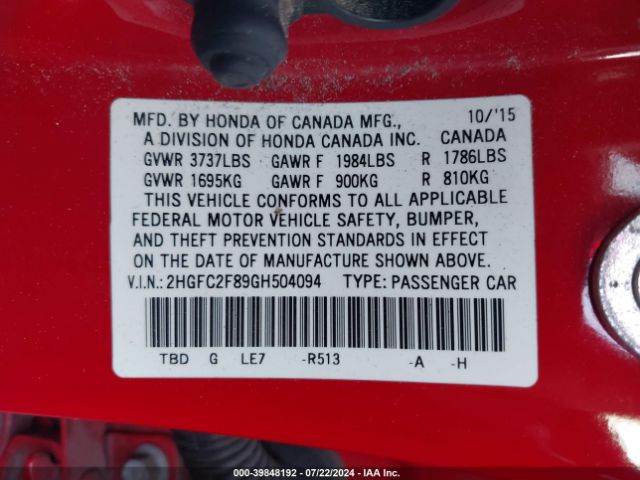 MFD. BY HONDA OF CANADA MFG., 10/'15
A DIVISION OF HONDA CANADA INC. CANADA
GVWR 3737LBS GAWR F 1984LBS R 1786LBS
GVWR 1695KG GAWR F 900KG R 810KG
THIS VEHICLE CONFORMS TO ALL APPLICABLE
FEDERAL MOTOR VEHICLE SAFETY, BUMPER,
AND THEFT PREVENTION STANDARDS IN EFFECT
ON THE DATE OF MANUFACTURE SHOWN ABOVE.
V.I.N.: 2HGFC2F89GH504094 TYPE: PASSENGER CAR
TBD G LE7 -R513 -A -H
000-39848192 - 07/22/2024 - IAA Inc.